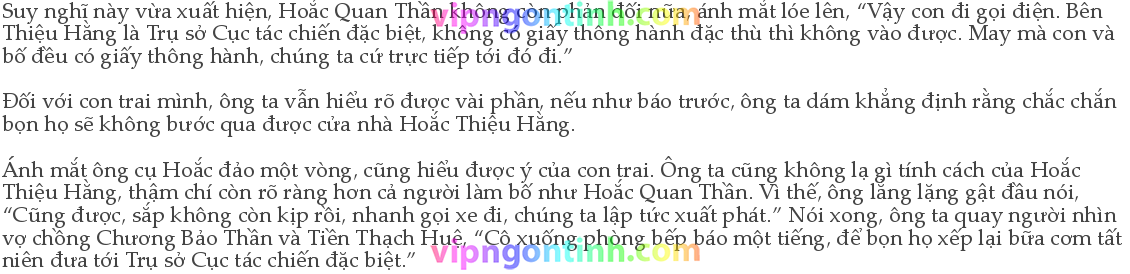 Suy nghĩ này vừa xuất hiện, Hoắc Quan Thần không còn phản đối nữa, ánh mắt lóe lên, “Vậy con đi gọi điện. Bên
Thiệu Hằng là Trụ sở Cục tác chiến đặc biệt, không có giấy thông hành đặc thù thì không vào được. May mà con và
bố đều có giấy thông hành, chúng ta cứ trực tiếp tới đó đi.”
Đối với con trai mình, ông ta vẫn hiểu rõ được vài phần, nếu như báo trước, ông ta dám khẳng định rằng chắc chắn
bọn họ sẽ không bước qua được cửa nhà Hoắc Thiệu Hằng.
Ánh mắt ông cụ Hoắc đảo một vòng, cũng hiểu được ý của con trai. Ông ta cũng không lạ gì tính cách của Hoắc
Thiệu Hằng, thậm chí còn rõ ràng hơn cả người làm bố như Hoắc Quan Thần. Vì thế, ông lẳng lặng gật đầu nói,
“Cũng được, sắp không còn kịp rồi, nhanh gọi xe đi, chúng ta lập tức xuất phát.” Nói xong, ông ta quay người nhìn
vợ chồng Chương Bảo Thần và Tiền Thạch Huệ, “Cô xuống phòng bếp báo một tiếng, để bọn họ xếp lại bữa cơm tất
niên đưa tới Trụ sở Cục tác chiến đặc biệt.”
vipngontinh.com
vipngontinh.com